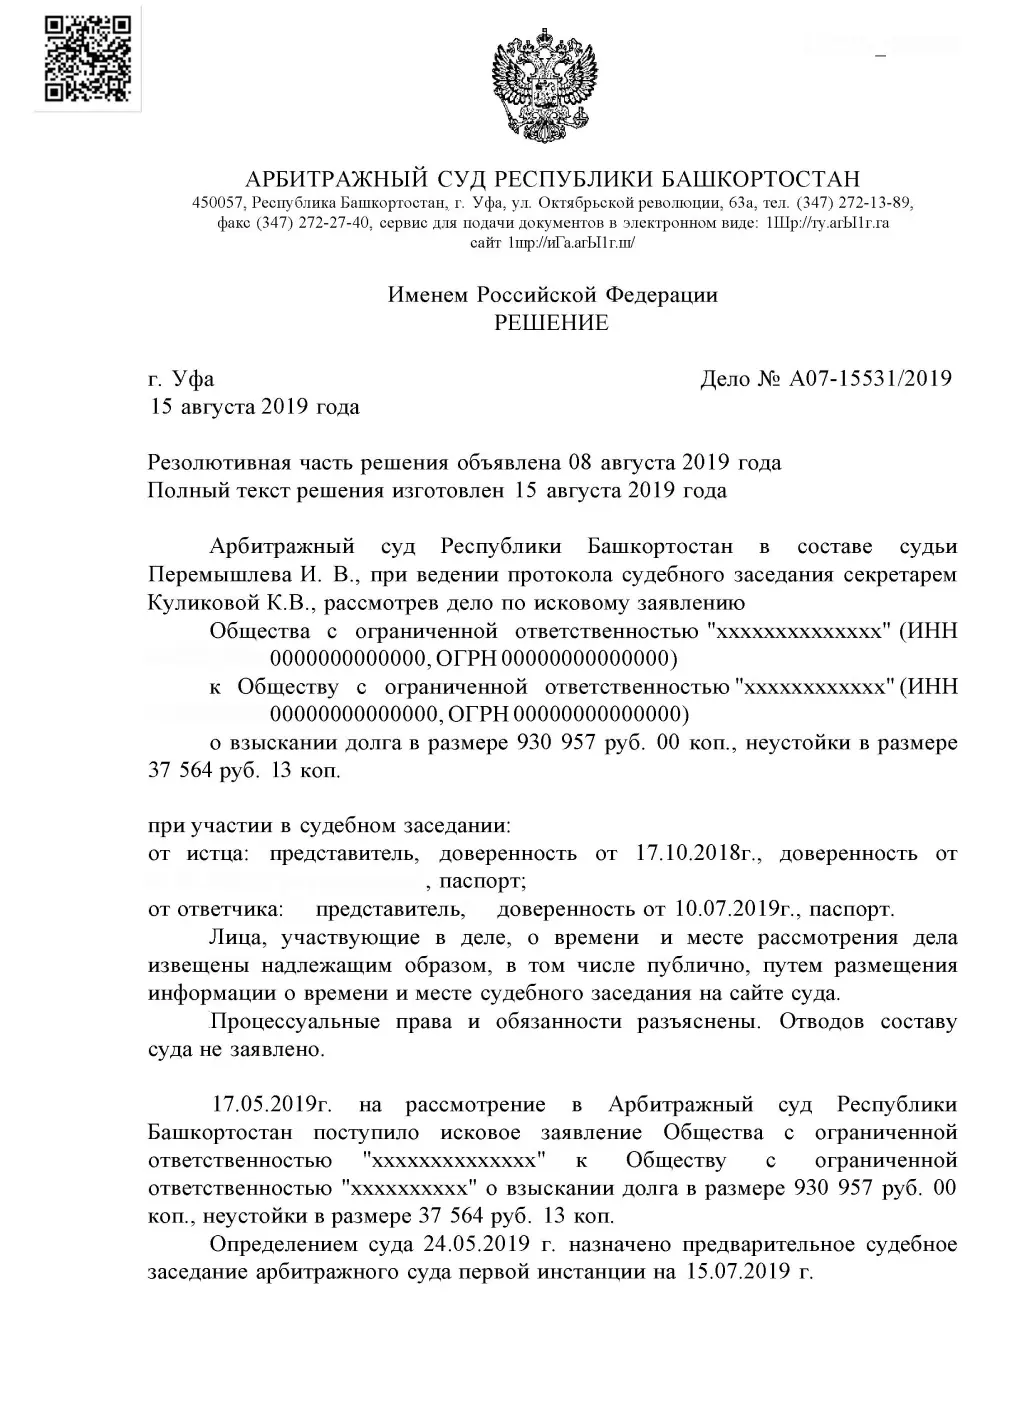 АРБИТРАЖНЫЙ СУД РЕСПУБЛИКИ БАШКОРТОСТАН
450057, Республика Башкортостан, г. Уфа, ул. Октябрьской революции, 63а, тел. (347) 272-13-89,
факс (347) 272-27-40, сервис для подачи документов в электронном виде: 1Шр://ту.агЫ1г.га
сайт 1шр://иГа.агЫ1г.ш/
Именем Российской Федерации
РЕШЕНИЕ
г. Уфа Дело № А07-15531/2019
15 августа 2019 года
Резолютивная часть решения объявлена 08 августа 2019 года
Полный текст решения изготовлен 15 августа 2019 года
Арбитражный суд Республики Башкортостан в составе судьи
Перемышлева И. В., при ведении протокола судебного заседания секретарем
Куликовой К.В., рассмотрев дело по исковому заявлению
Общества с ограниченной ответственностью "хххххххххххххх" (ИНН
0000000000000, ОГРН 00000000000000)
к Обществу с ограниченной ответственностью "хххххххххххх" (ИНН
00000000000000, ОГРН 00000000000000)
о взыскании долга в размере 930 957 руб. 00 коп., неустойки в размере
37 564 руб. 13 коп.
при участии в судебном заседании:
от истца: представитель, доверенность от 17.10.2018г., доверенность от
, паспорт;
от ответчика: представитель, доверенность от 10.07.2019г., паспорт.
Лица, участвующие в деле, о времени и месте рассмотрения дела
извещены надлежащим образом, в том числе публично, путем размещения
информации о времени и месте судебного заседания на сайте суда.
Процессуальные права и обязанности разъяснены. Отводов составу
суда не заявлено.
17.05.2019г. на рассмотрение в Арбитражный суд Республики
Башкортостан поступило исковое заявление Общества с ограниченной
ответственностью "хххххххххххххх" к Обществу с ограниченной
ответственностью "хххххххххх" о взыскании долга в размере 930 957 руб. 00
коп., неустойки в размере 37 564 руб. 13 коп.
Определением суда 24.05.2019 г. назначено предварительное судебное
заседание арбитражного суда первой инстанции на 15.07.2019 г.